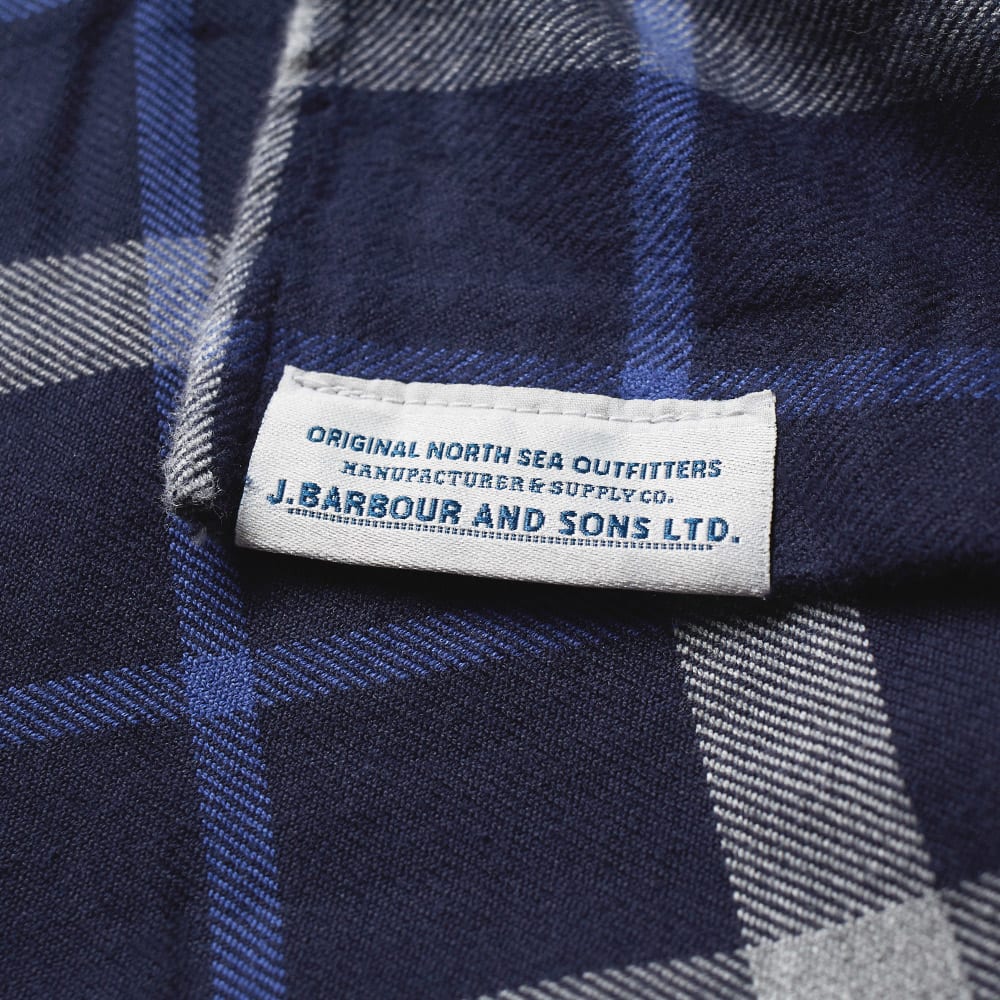 ORIGINAL NORTH SEA OUTFITTERS
MANUFACTURER & SUPPLY CO.
J.BARBOUR AND SONS LTD.